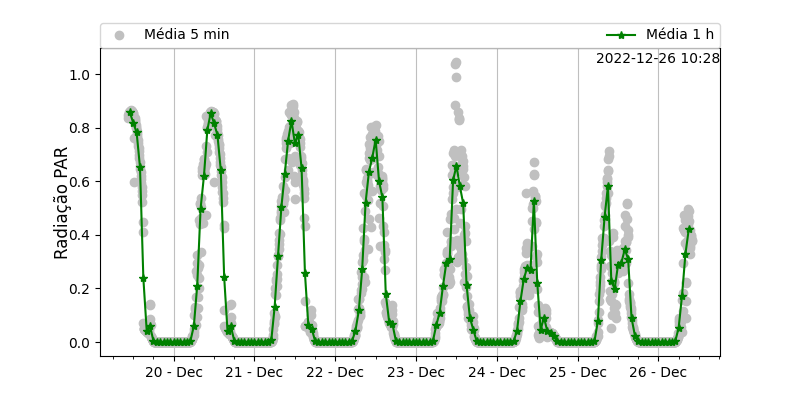 Média 5 min
Média 1 h
2022-12-26 10:28
Radiação PAR
1.0
0.8
0.6
0.4
0.2
0.0
20 - Dec
21 - Dec
22 - Dec
23 - Dec
24 - Dec
25 - Dec
26 - Dec